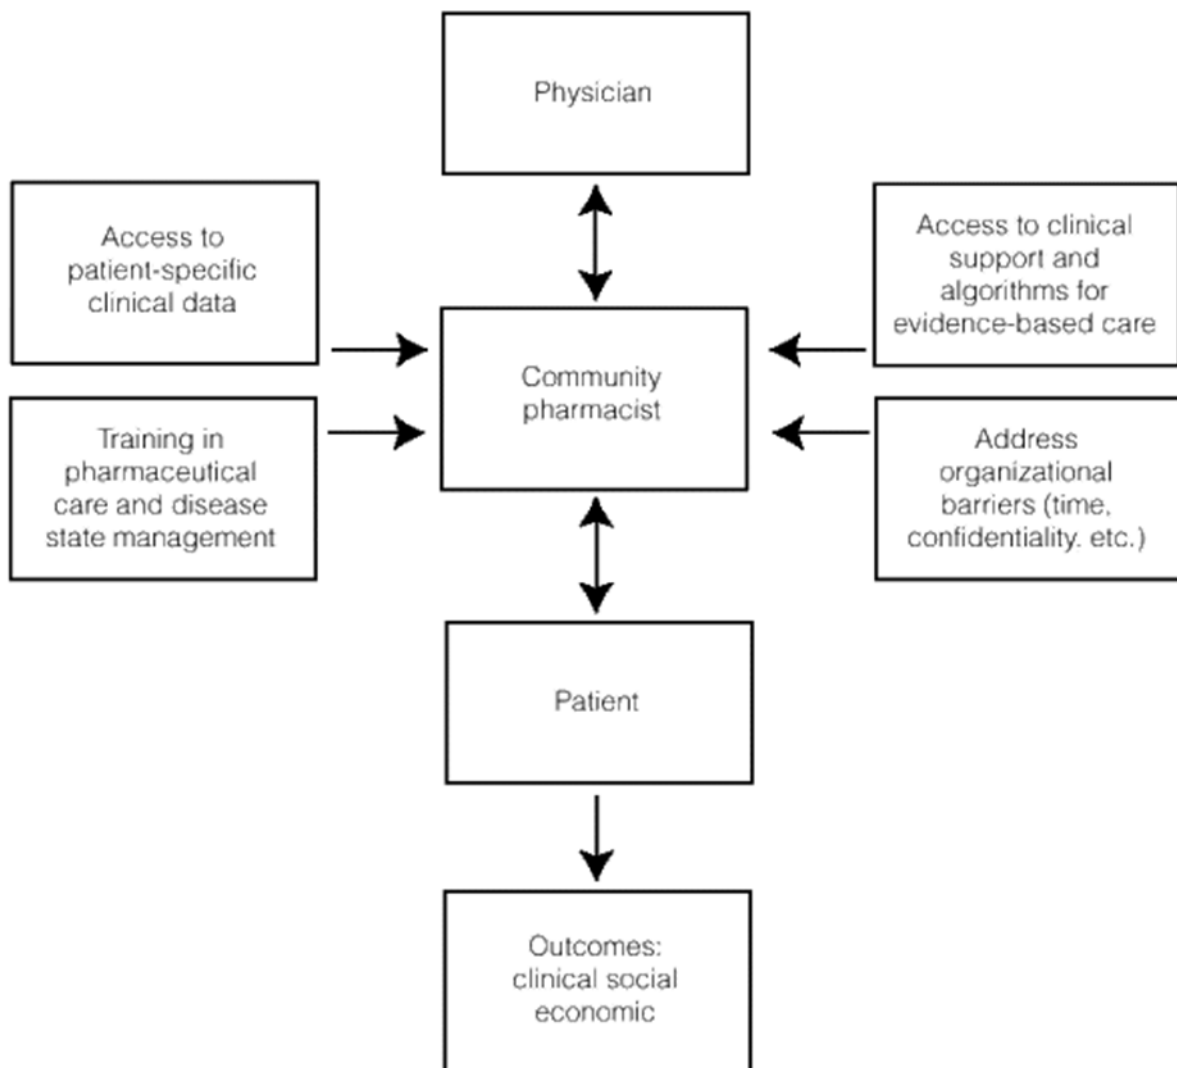 Physician
Access to
patient-specific
clinical data
Access to clinical
support and
algorithms for
evidence-based care
Community
pharmacist
Training in
pharmaceutical
care and disease
state management
Address
organizational
barriers (time,
confidentiality. etc.)
Patient
Outcomes:
clinical social
economic